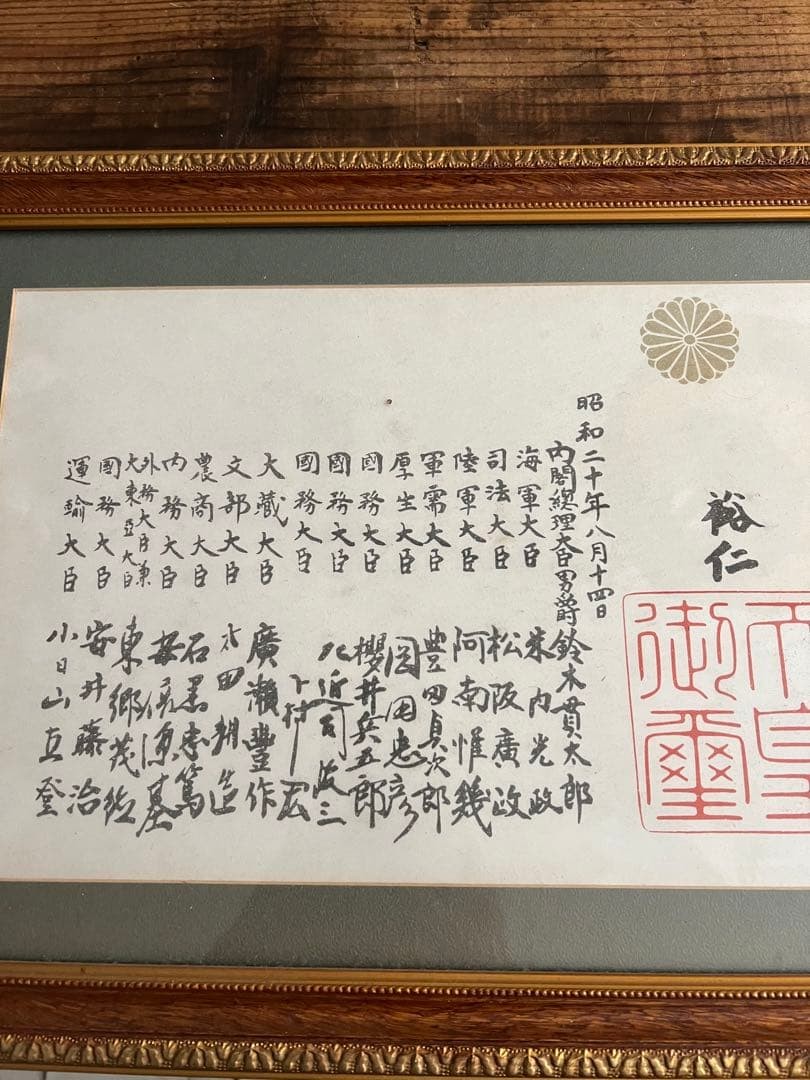 裕仁
天皇
御璽
昭和二十年八月十四日
内閣總理大臣男爵 鈴木貫太郎
海軍大臣 米内光政
司法大臣 松阪廣政
陸軍大臣 阿南惟幾
軍需大臣 豊田貞次郎
厚生大臣 岡田忠彦
國務大臣 櫻井兵五郎
國務大臣 左近司政三
國務大臣 下村宏
大藏大臣 廣瀬豐作
文部大臣 太田耕造
農商大臣 石黒忠篤
内務大臣 安倍源基
外務大臣兼
大東亞大臣 東郷茂徳
國務大臣 安井藤治
運輸大臣 小日山直登